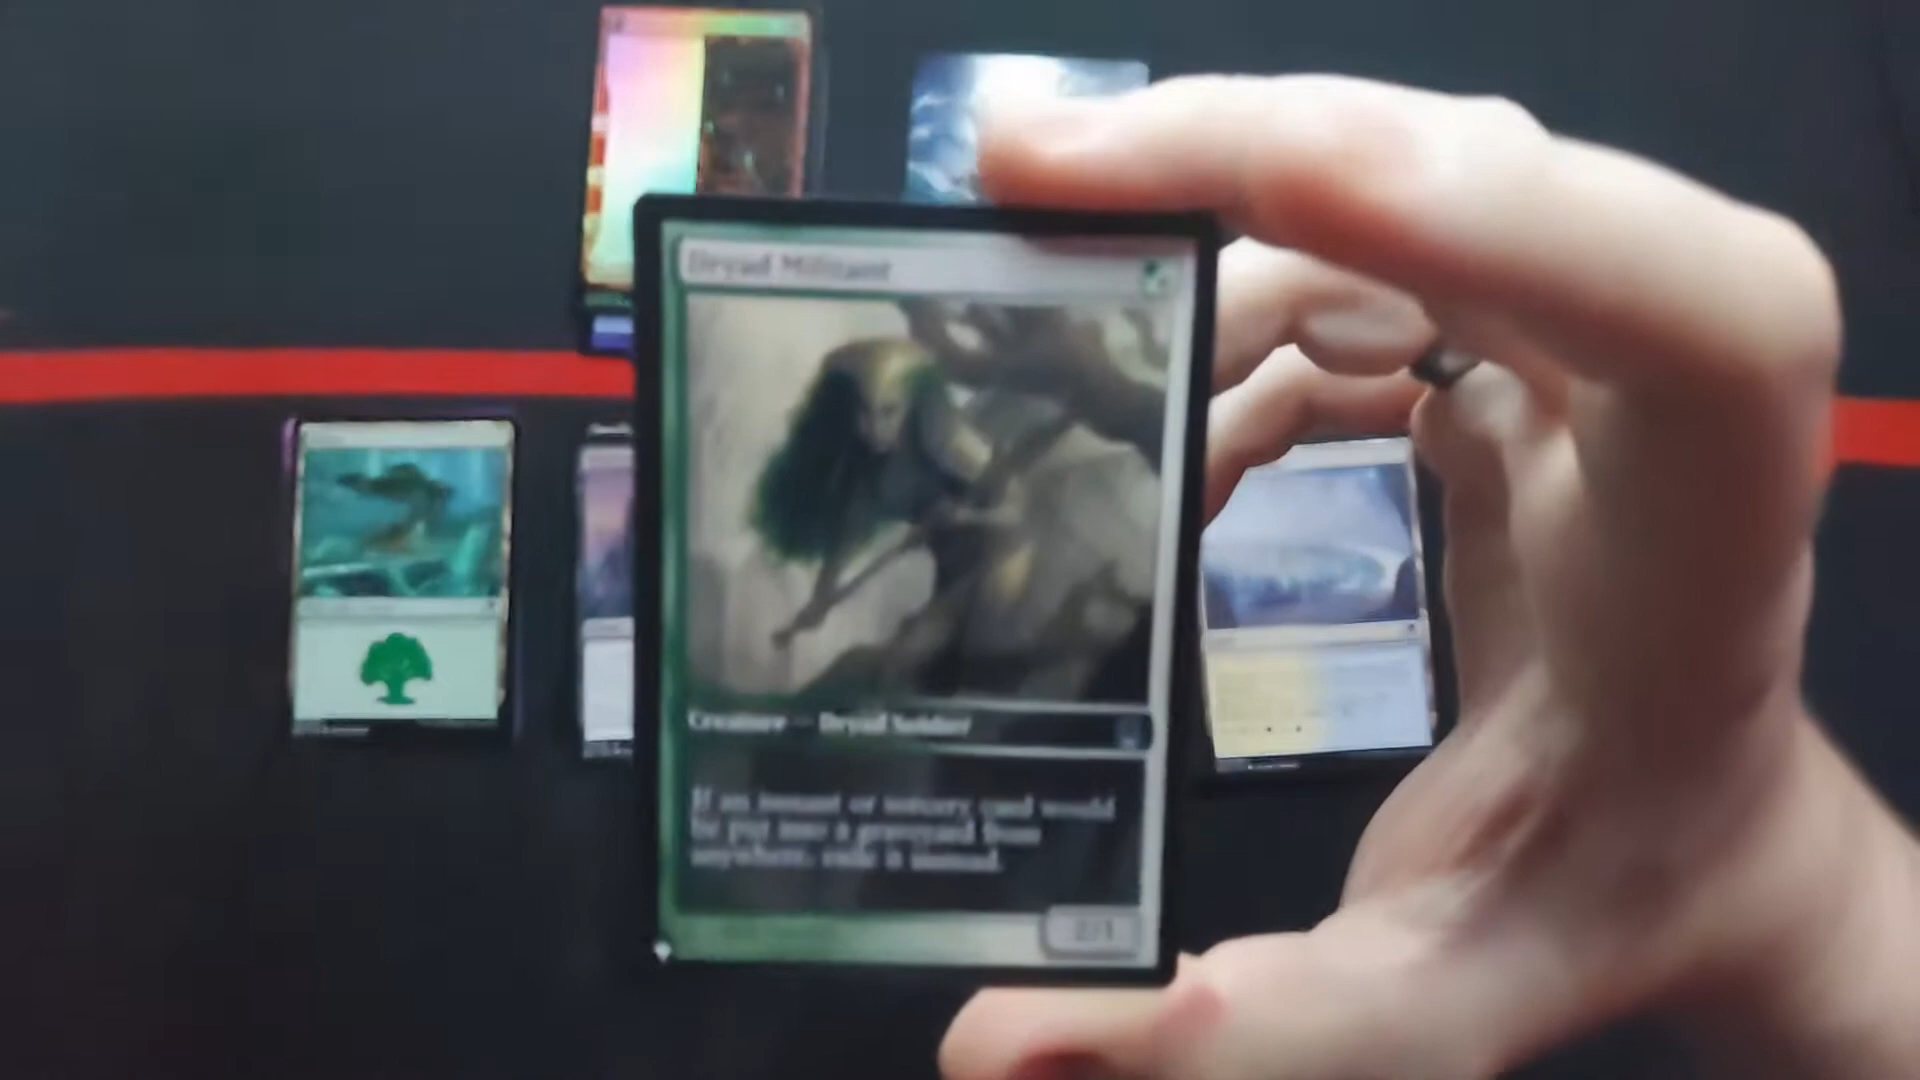 Dryad Militant
Creature — Dryad Soldier
If an instant or sorcery card would
be put into a graveyard from
anywhere, exile it instead.
2/1